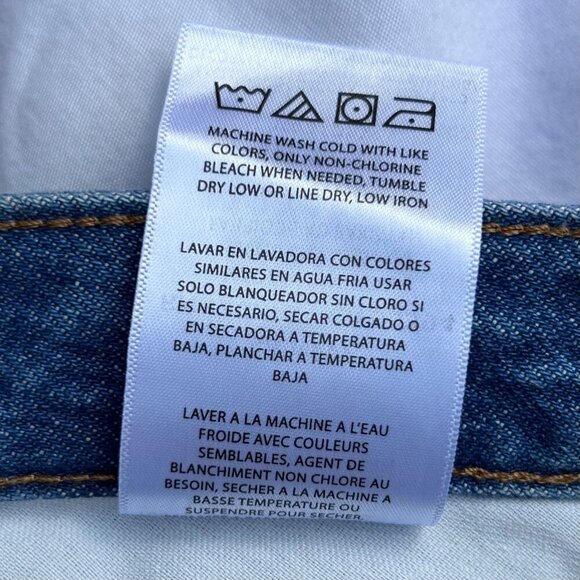 MACHINE WASH COLD WITH LIKE
COLORS, ONLY NON-CHLORINE
BLEACH WHEN NEEDED, TUMBLE
DRY LOW OR LINE DRY, LOW IRON
LAVAR EN LAVADORA CON COLORES
SIMILARES EN AGUA FRIA USAR
SOLO BLANQUEADOR SIN CLORO SI
ES NECESARIO, SECAR COLGADO O
EN SECADORA A TEMPERATURA
BAJA, PLANCHAR A TEMPERATURA
BAJA
LAVER A LA MACHINE A L'EAU
FROIDE AVEC COULEURS
SEMBLABLES, AGENT DE
BLANCHIMENT NON CHLORE AU
BESOIN, SECHER A LA MACHINE A
BASSE TEMPERATURE OU
SUSPENDRE POUR SECHER